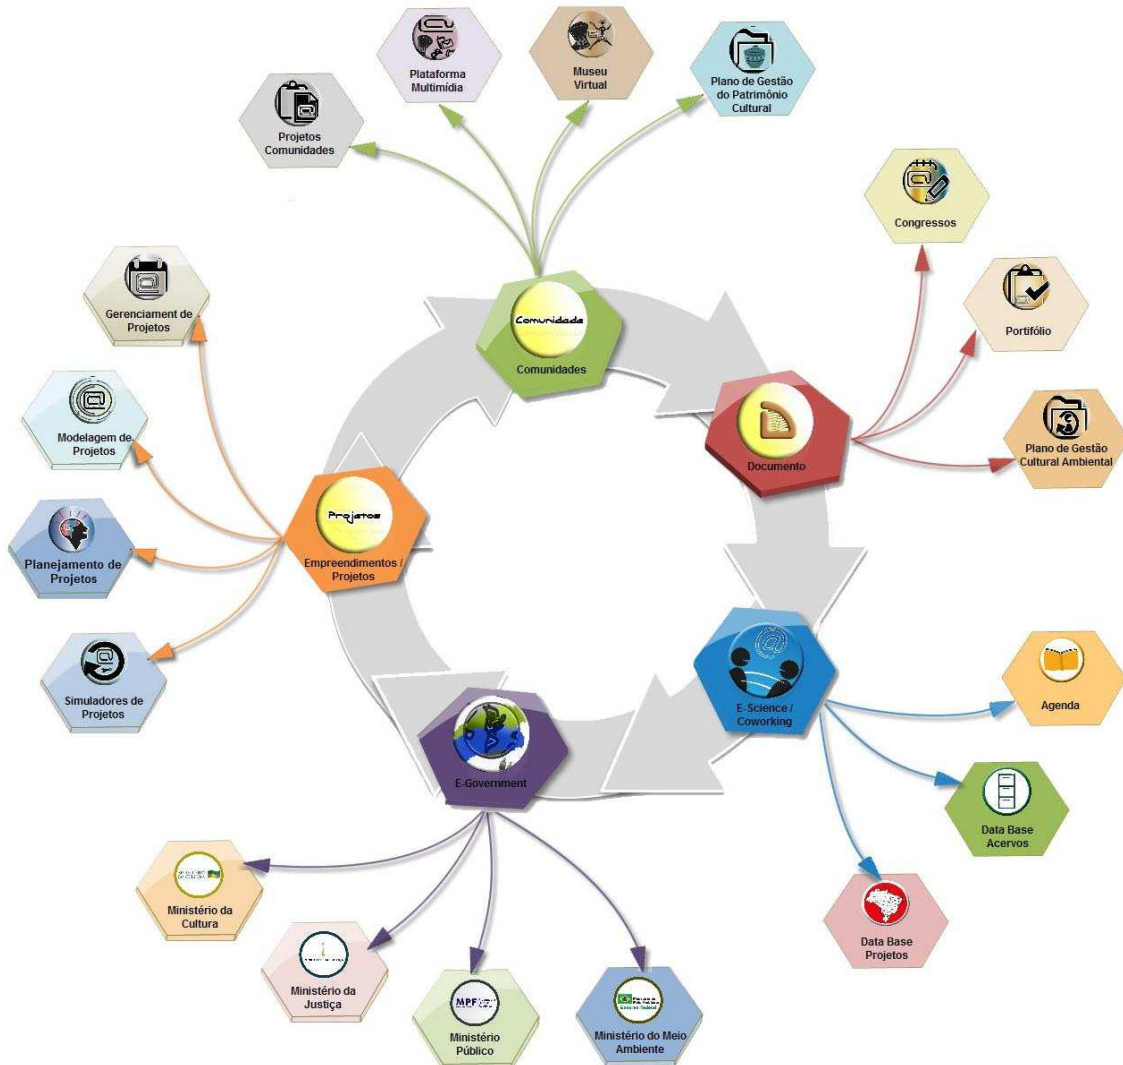 Plataforma
Multimídia
Museu
Virtual
Plano de Gestão
do Patrimônio
Cultural
Projetos
Comunidades
Congressos
Gerenciament de
Projetos
Comunidade
Comunidades
Portifólio
Modelagem de
Projetos
Documento
Plano de Gestão
Cultural Ambiental
Projetos
Empreendimentos /
Projetos
Planejamento de
Projetos
E-Science /
Coworking
Simuladores de
Projetos
Agenda
E-Government
Data Base
Acervos
Ministério da
Cultura
Data Base
Projetos
Ministério da
Justiça
MPF
Ministério
Público
Ministério do Meio
Ambiente